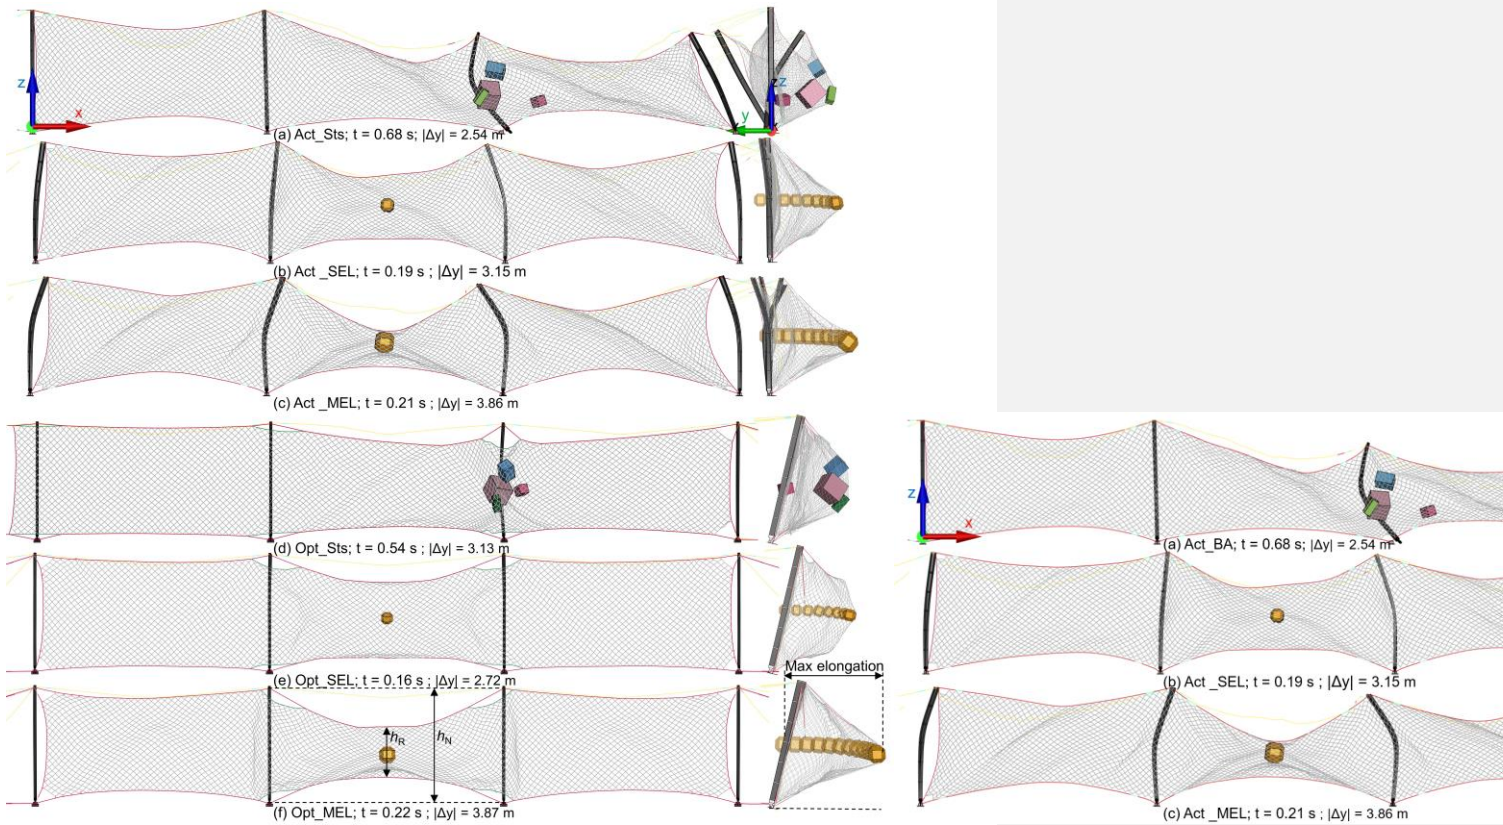 z
x
z
z
y
(a) Act_Sts; t = 0.68 s; |Δy| = 2.54 m
(b) Act _SEL; t = 0.19 s ; |Δy| = 3.15 m
(c) Act _MEL; t = 0.21 s ; |Δy| = 3.86 m
(d) Opt_Sts; t = 0.54 s ; |Δy| = 3.13 m
(e) Opt_SEL; t = 0.16 s ; |Δy| = 2.72 m
Max elongation
hR
hN
(f) Opt_MEL; t = 0.22 s ; |Δy| = 3.87 m
z
x
(a) Act_BA; t = 0.68 s; |Δy| = 2.54 m
(b) Act _SEL; t = 0.19 s ; |Δy| = 3.15 m
(c) Act _MEL; t = 0.21 s ; |Δy| = 3.86 m